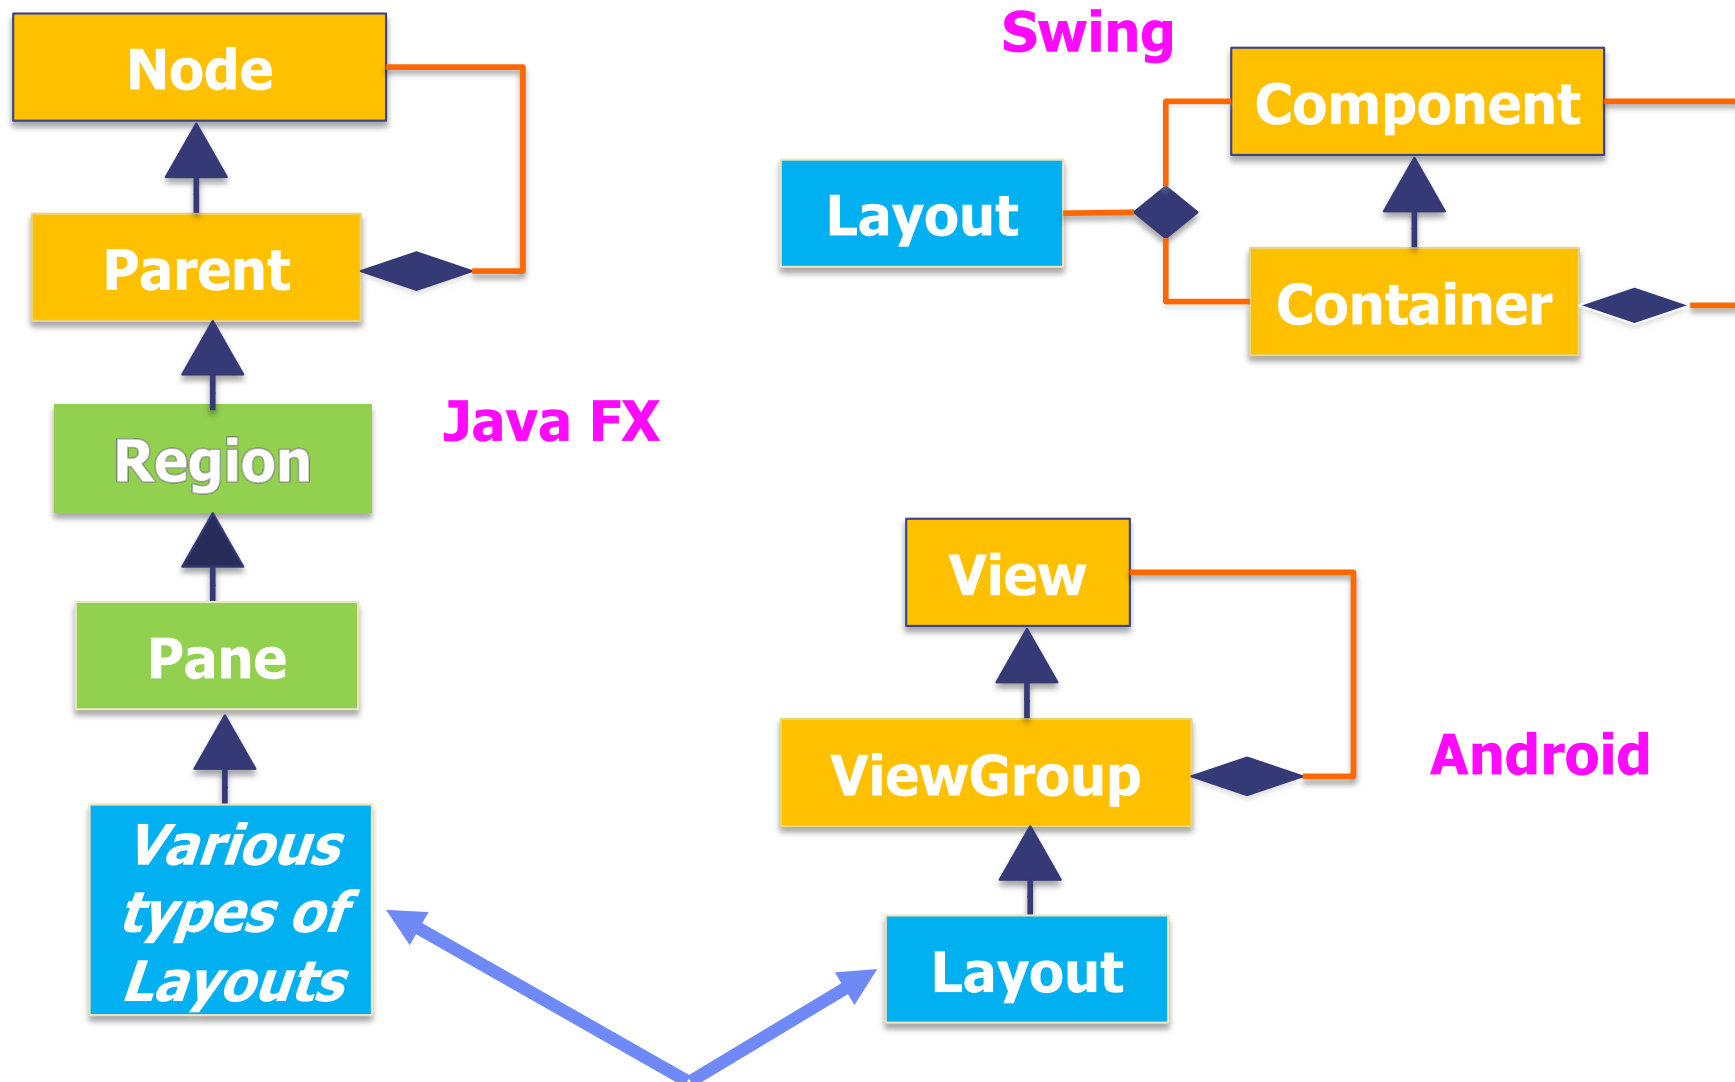 Node
Parent
Region
Java FX
Pane
Various
types of
Layouts
Swing
Component
Layout
Container
View
ViewGroup
Android
Layout